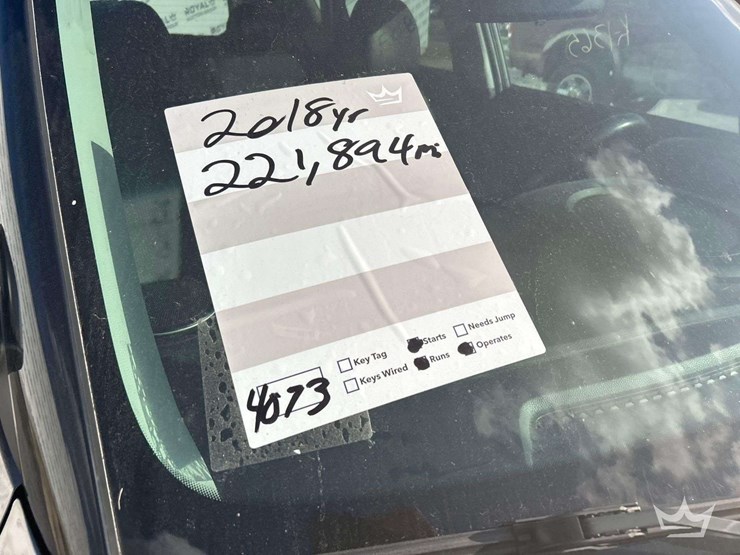 2018yr
221,894mi
Key Tag Starts Needs Jump
Keys Wired Runs Operates
4073